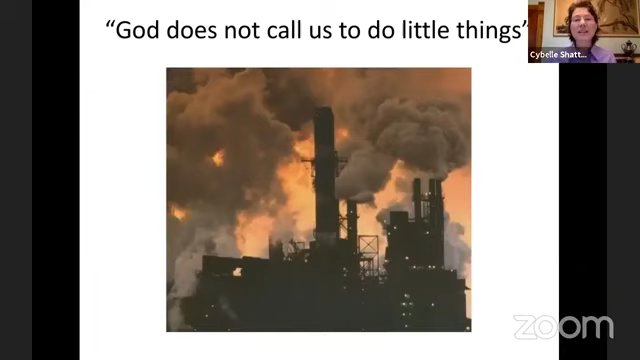 “God does not call us to do little things”
Cybelle Shatt...
zoom